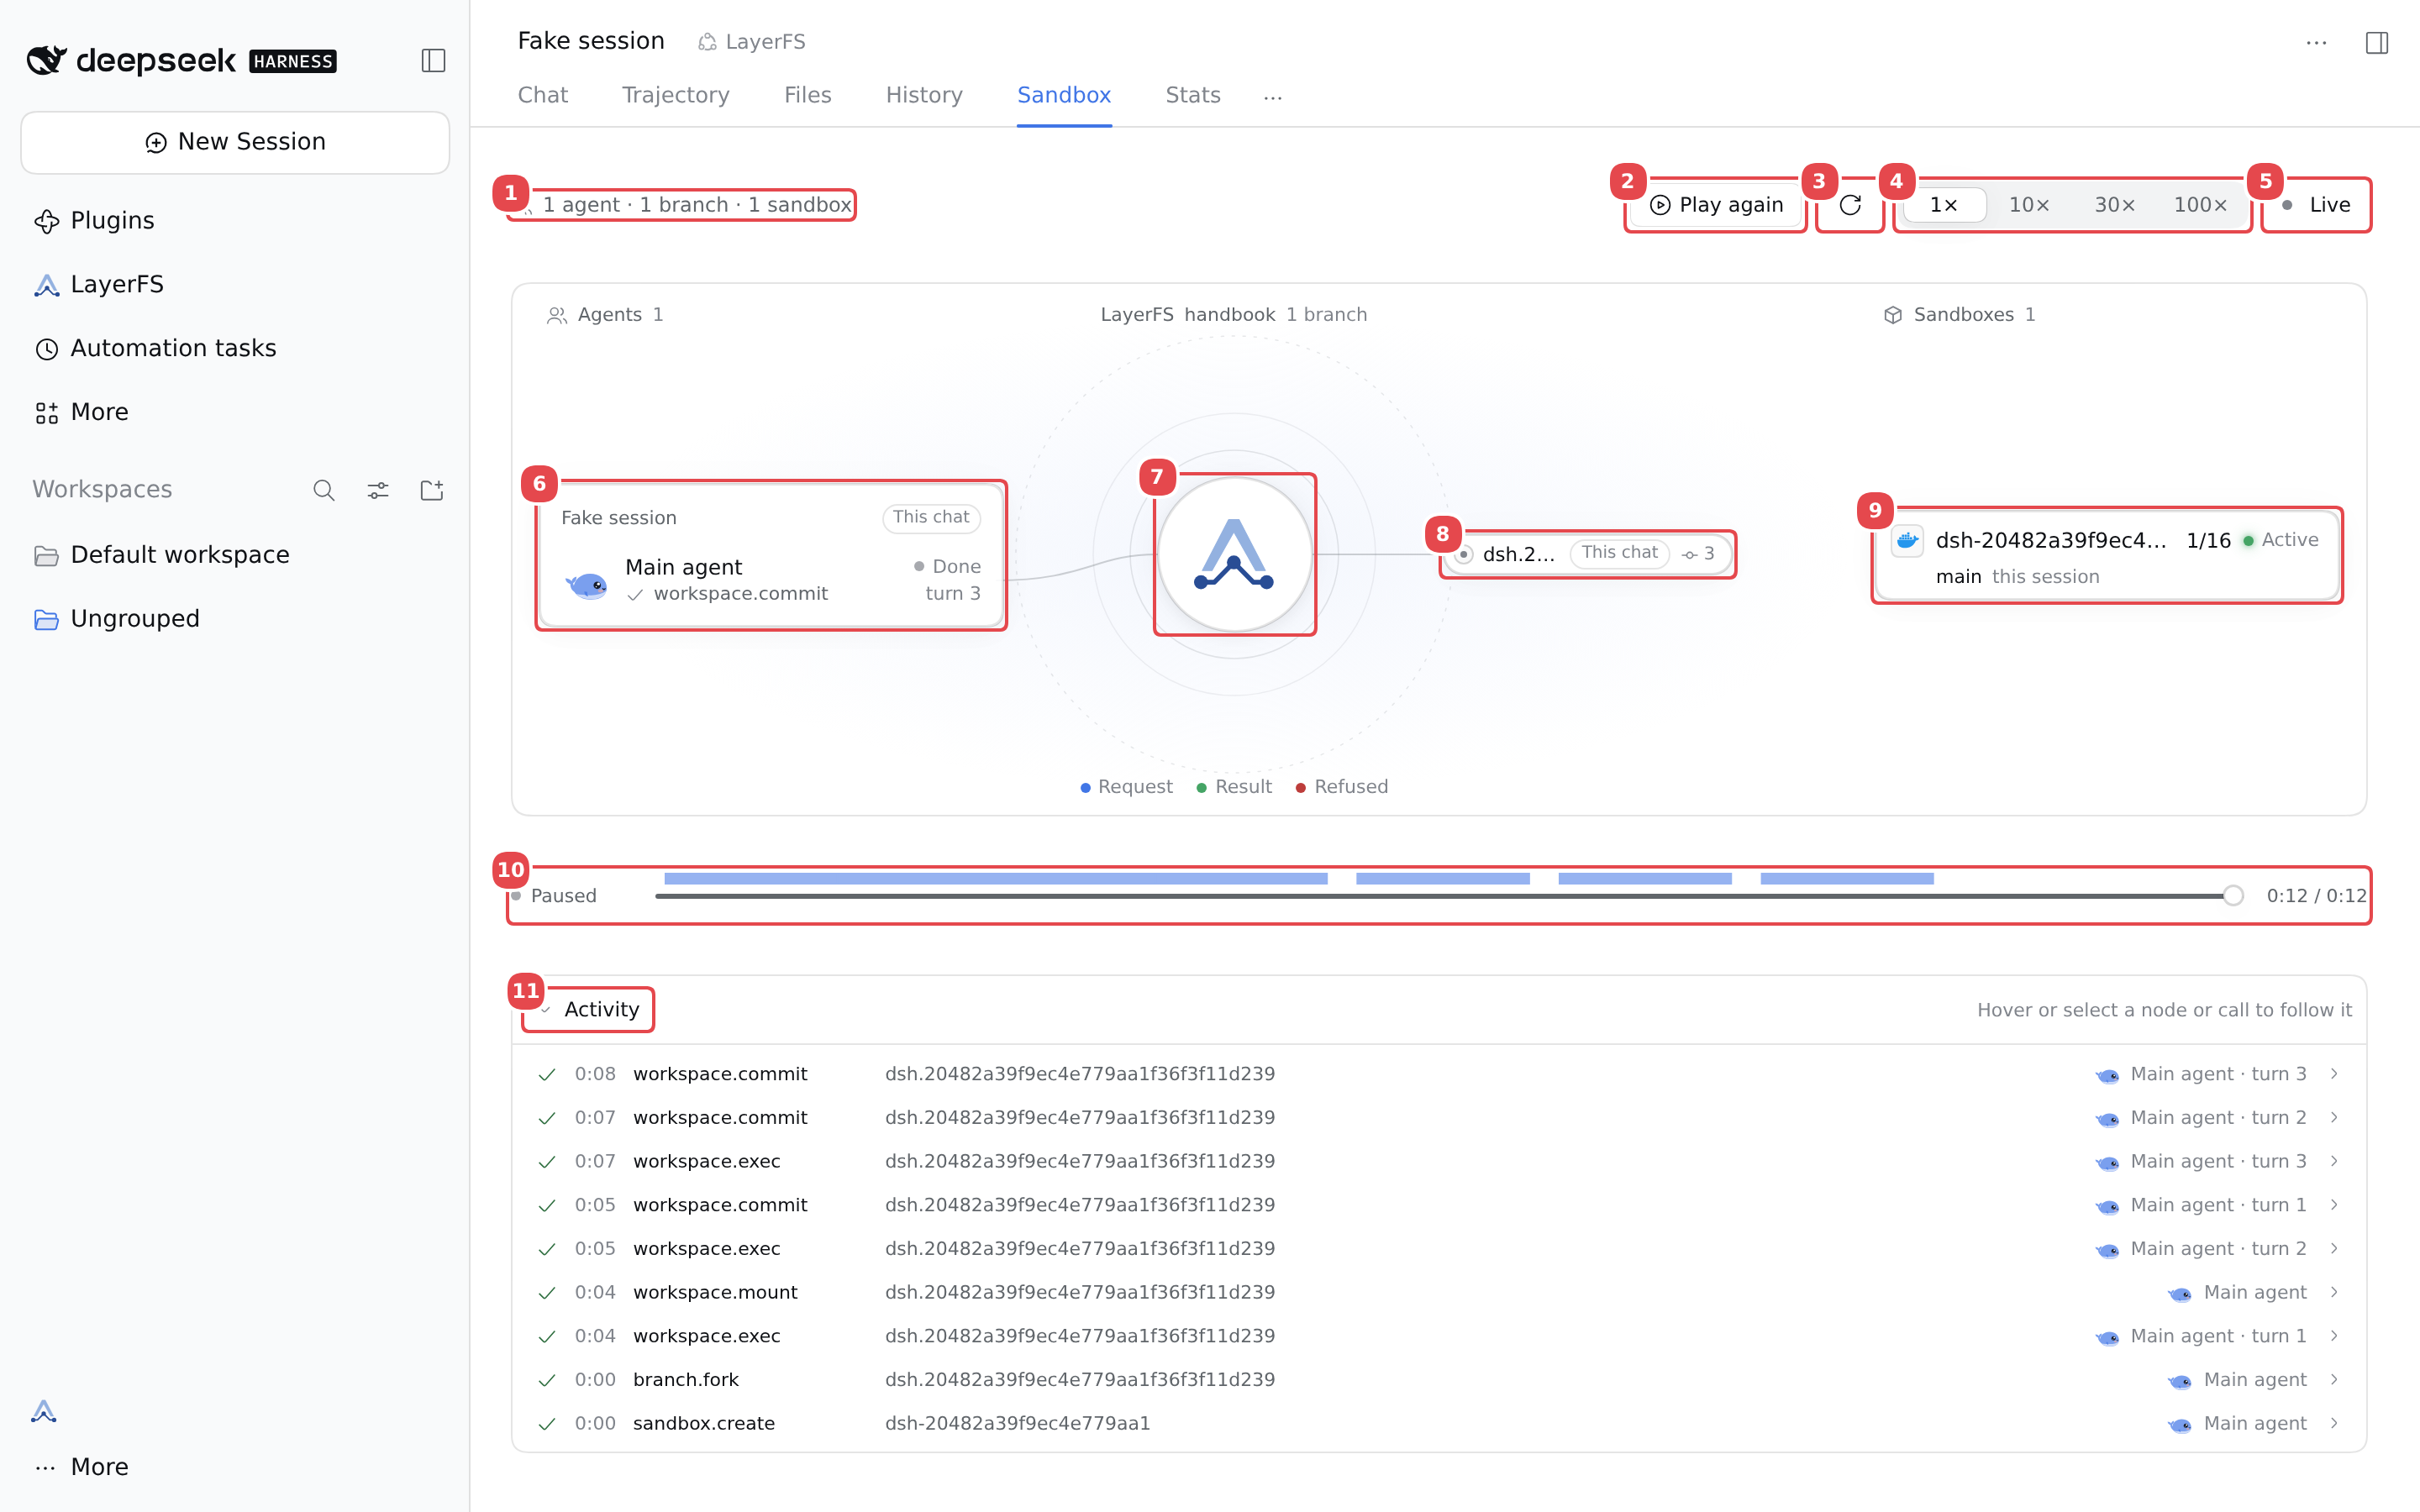 deepseek HARNESS
New Session
Plugins
LayerFS
Automation tasks
More
Workspaces
Default workspace
Ungrouped
More
Fake session LayerFS
Chat Trajectory Files History Sandbox Stats ...
1 1 agent · 1 branch · 1 sandbox
2 Play again 3 4 1× 10× 30× 100× 5 Live
Agents 1
LayerFS handbook 1 branch
Sandboxes 1
6
Fake session This chat
Main agent Done
workspace.commit turn 3
7
8 dsh.2... This chat 3
9
dsh-20482a39f9ec4... 1/16 Active
main this session
Request Result Refused
10
Paused 0:12 / 0:12
11 Activity Hover or select a node or call to follow it
0:08 workspace.commit dsh.20482a39f9ec4e779aa1f36f3f11d239 Main agent · turn 3
0:07 workspace.commit dsh.20482a39f9ec4e779aa1f36f3f11d239 Main agent · turn 2
0:07 workspace.exec dsh.20482a39f9ec4e779aa1f36f3f11d239 Main agent · turn 3
0:05 workspace.commit dsh.20482a39f9ec4e779aa1f36f3f11d239 Main agent · turn 1
0:05 workspace.exec dsh.20482a39f9ec4e779aa1f36f3f11d239 Main agent · turn 2
0:04 workspace.mount dsh.20482a39f9ec4e779aa1f36f3f11d239 Main agent
0:04 workspace.exec dsh.20482a39f9ec4e779aa1f36f3f11d239 Main agent · turn 1
0:00 branch.fork dsh.20482a39f9ec4e779aa1f36f3f11d239 Main agent
0:00 sandbox.create dsh-20482a39f9ec4e779aa1 Main agent